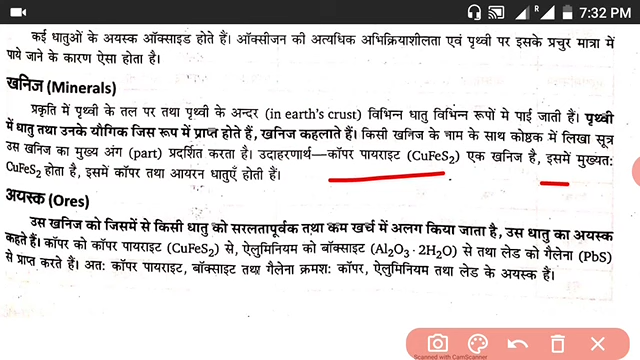 R
7:32 PM
कई धातुओं के अयस्क ऑक्साइड होते हैं। ऑक्सीजन की अत्यधिक अभिक्रियाशीलता एवं पृथ्वी पर इसके प्रचुर मात्रा में
पाये जाने के कारण ऐसा होता है।
खनिज (Minerals)
प्रकृति में पृथ्वी के तल पर तथा पृथ्वी के अन्दर (in earth's crust) विभिन्न धातु विभिन्न रूपों मे पाई जाती हैं। पृथ्वी
में धातु तथा उनके यौगिक जिस रूप में प्राप्त होते हैं, खनिज कहलाते हैं। किसी खनिज के नाम के साथ कोष्ठक में लिखा सूत्र
उस खनिज का मुख्य अंग (part) प्रदर्शित करता है। उदाहरणार्थ—कॉपर पायराइट (CuFeS₂) एक खनिज है, इसमें मुख्यत:
CuFeS₂ होता है, इसमें कॉपर तथा आयरन धातुएँ होती हैं।
अयस्क (Ores)
उस खनिज को जिसमें से किसी धातु को सरलतापूर्वक तथा कम खर्च में अलग किया जाता है, उस धातु का अयस्क
कहते हैं। कॉपर को कॉपर पायराइट (CuFeS₂) से, ऐलुमिनियम को बॉक्साइट (Al₂O₃ · 2H₂O) से तथा लेड को गैलेना (PbS)
से प्राप्त करते हैं। अत: कॉपर पायराइट, बॉक्साइट तथा गैलेना क्रमश: कॉपर, ऐलुमिनियम तथा लेड के अयस्क हैं।
Scanned with CamScanner